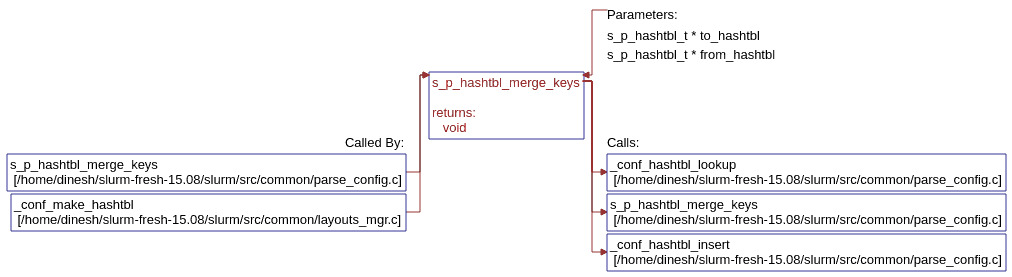 Parameters:
s_p_hashtbl_t * to_hashtbl
s_p_hashtbl_t * from_hashtbl
s_p_hashtbl_merge_keys
returns:
void
Called By:
s_p_hashtbl_merge_keys
[/home/dinesh/slurm-fresh-15.08/slurm/src/common/parse_config.c]
_conf_make_hashtbl
[/home/dinesh/slurm-fresh-15.08/slurm/src/common/layouts_mgr.c]
Calls:
_conf_hashtbl_lookup
[/home/dinesh/slurm-fresh-15.08/slurm/src/common/parse_config.c]
s_p_hashtbl_merge_keys
[/home/dinesh/slurm-fresh-15.08/slurm/src/common/parse_config.c]
_conf_hashtbl_insert
[/home/dinesh/slurm-fresh-15.08/slurm/src/common/parse_config.c]